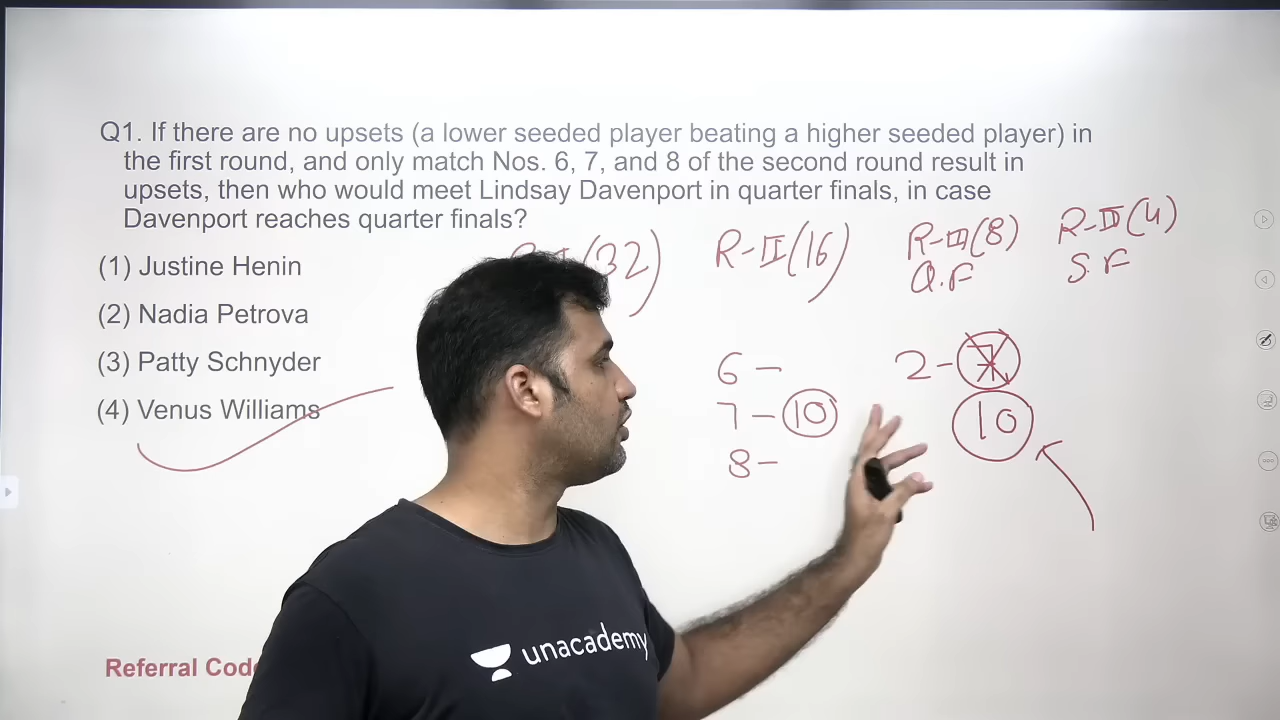 Q1. If there are no upsets (a lower seeded player beating a higher seeded player) in
the first round, and only match Nos. 6, 7, and 8 of the second round result in
upsets, then who would meet Lindsay Davenport in quarter finals, in case
Davenport reaches quarter finals?
(32) R-II(16) R-III(8) R-IV(4)
Q.F S.F
(1) Justine Henin
(2) Nadia Petrova
(3) Patty Schnyder
(4) Venus Williams
6 - 2 - 7
7 - 10 10
8 -
unacademy
Referral